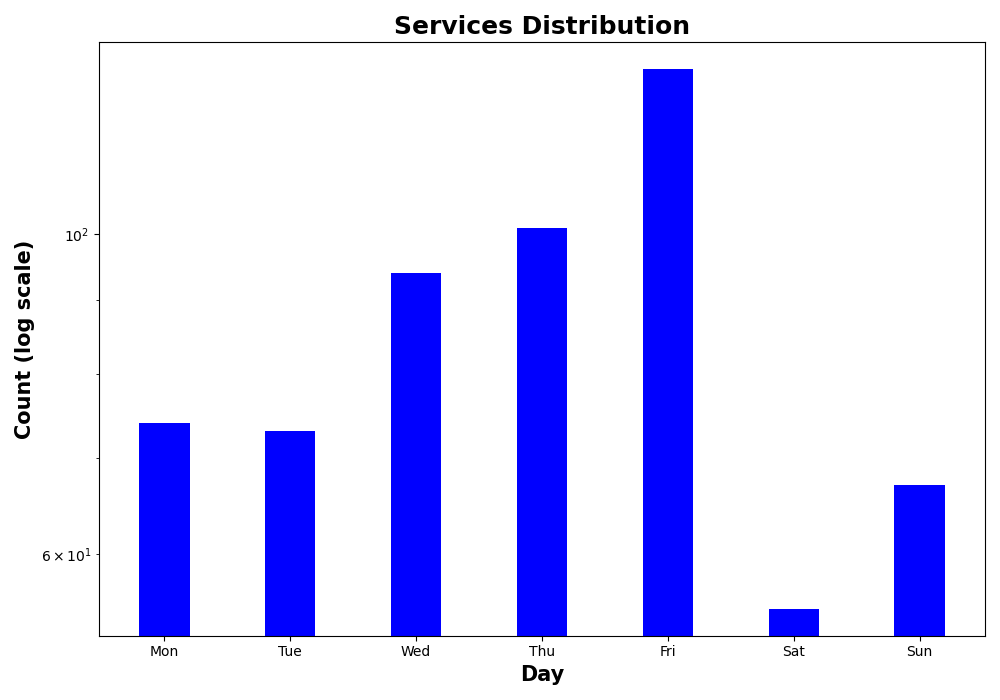 Services Distribution
Count (log scale)
10²
6 × 10¹
Mon Tue Wed Thu Fri Sat Sun
Day